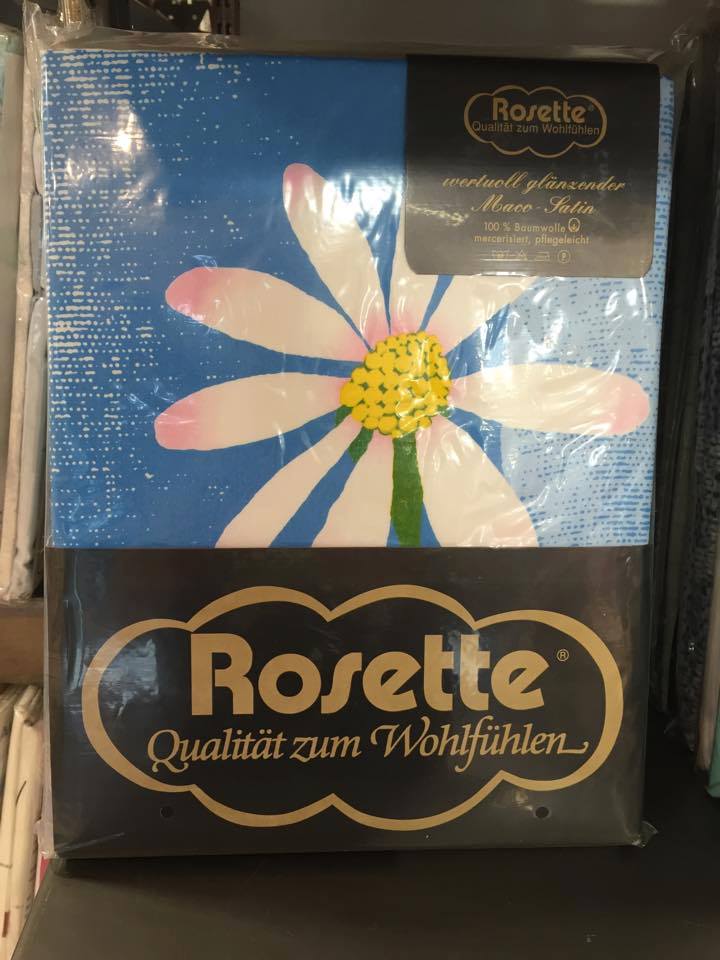 Rosette®
Qualität zum Wohlfühlen
wertvoll glänzender
Maco-Satin
100 % Baumwolle
mercerisiert, pflegeleicht
Rosette®
Qualität zum Wohlfühlen